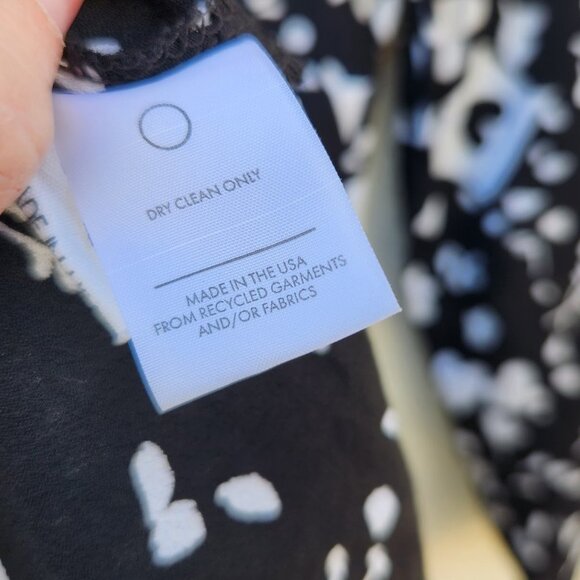 DRY CLEAN ONLY
MADE IN THE USA
FROM RECYCLED GARMENTS
AND/OR FABRICS